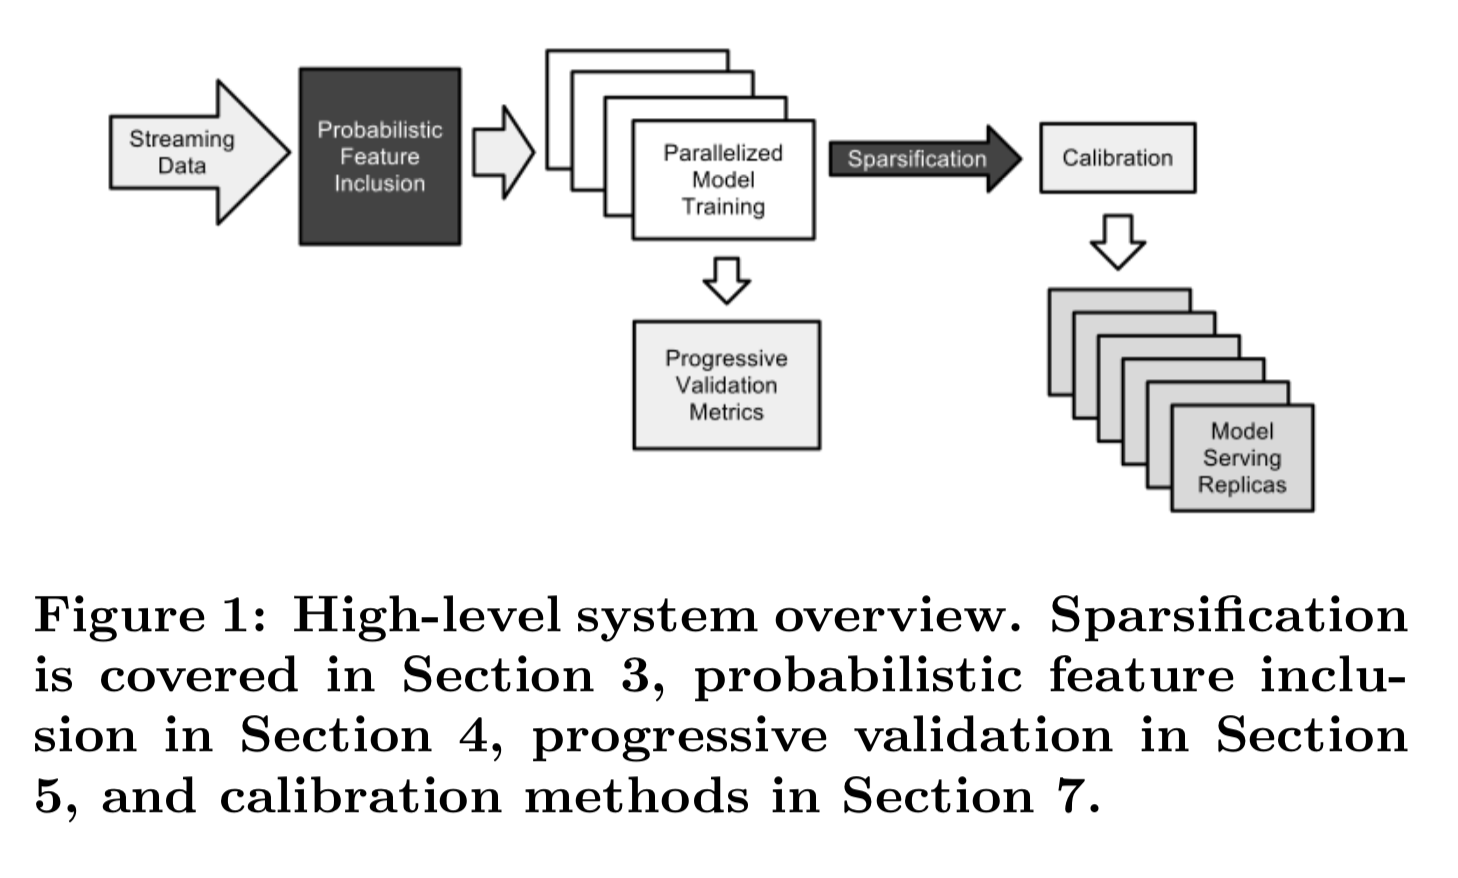 Streaming
Data
Probabilistic
Feature
Inclusion
Parallelized
Model
Training
Sparsification
Calibration
Progressive
Validation
Metrics
Model
Serving
Replicas
Figure 1: High-level system overview. Sparsification
is covered in Section 3, probabilistic feature inclu-
sion in Section 4, progressive validation in Section
5, and calibration methods in Section 7.